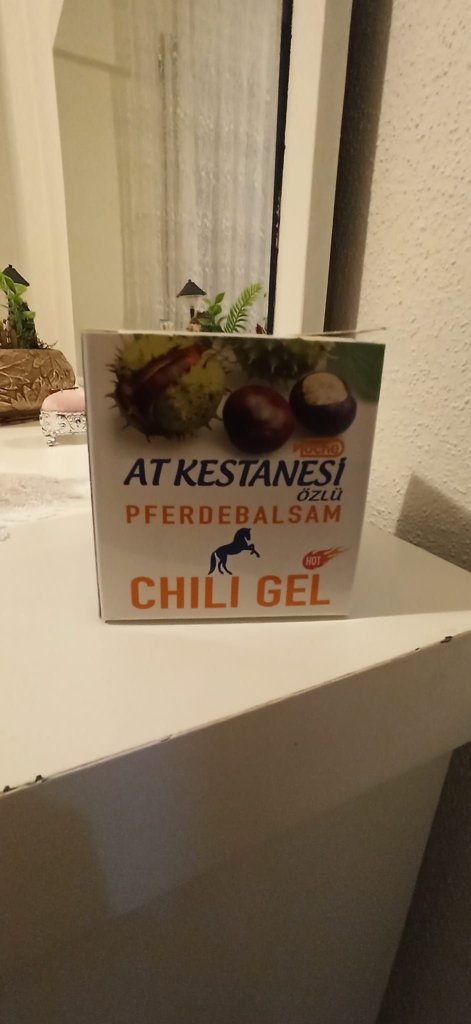 AT KESTANESİ
ÖZLÜ
PFERDEBALSAM
HOT
CHILI GEL